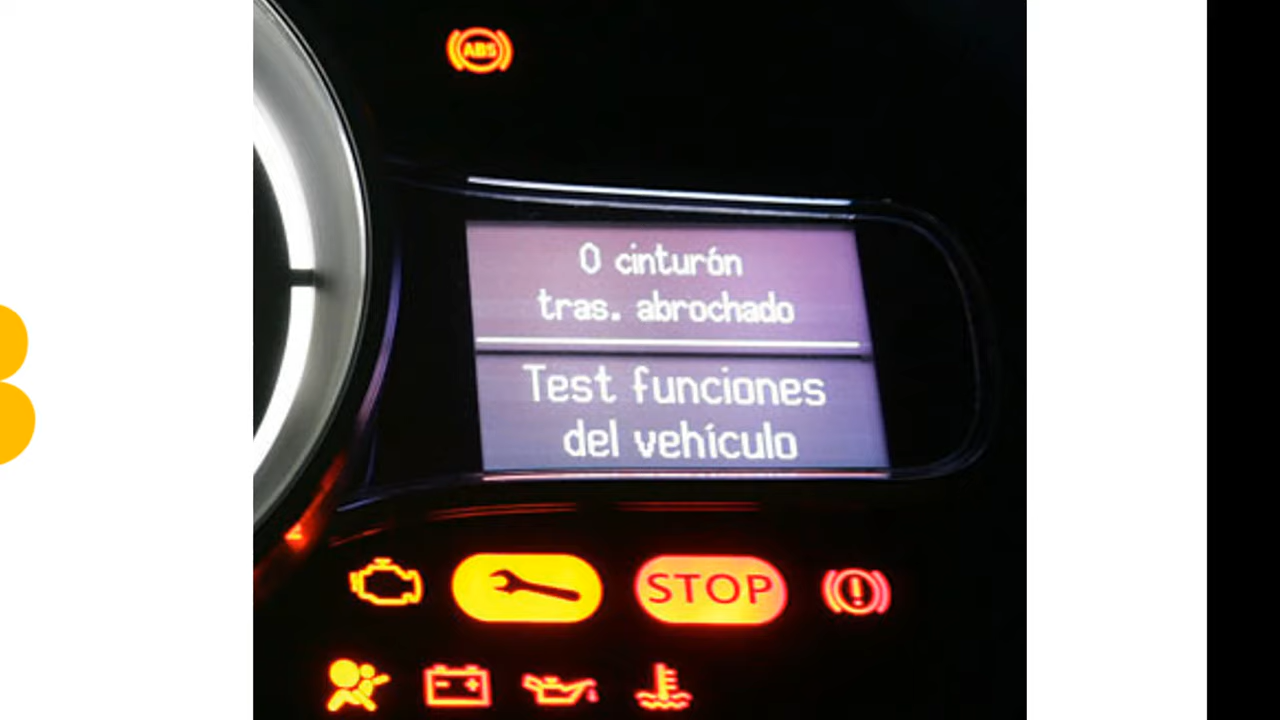 ABS
0 cinturón
tras. abrochado
Test funciones
del vehículo
STOP